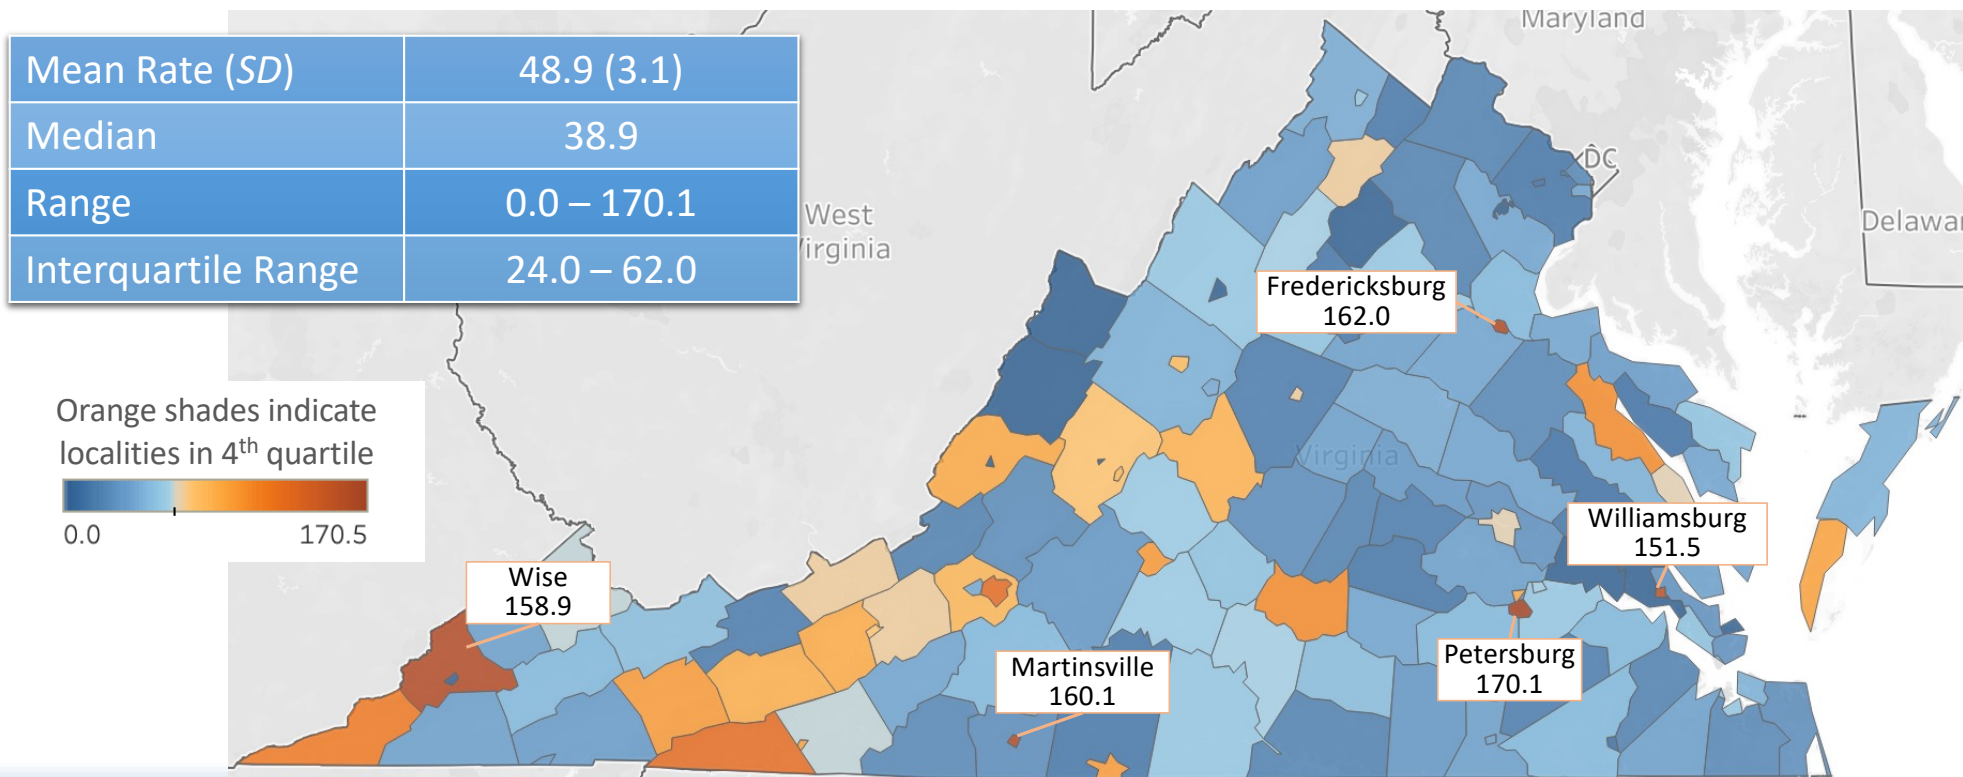 Maryland
Mean Rate (SD) 48.9 (3.1)
Median 38.9
Range 0.0 – 170.1
Interquartile Range 24.0 – 62.0
DC
West
Virginia
Delawar
Fredericksburg
162.0
Orange shades indicate
localities in 4th quartile
0.0 170.5
Virginia
Williamsburg
151.5
Wise
158.9
Martinsville
160.1
Petersburg
170.1